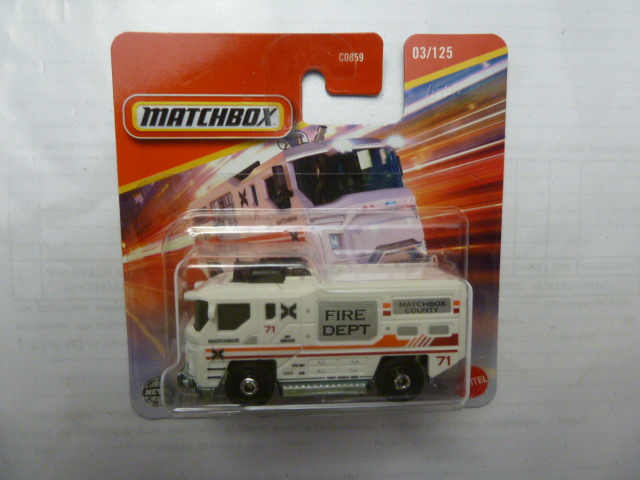 C0859
03/125
MATCHBOX
FIRE
DEPT
MATCHBOX
COUNTY
71
MATCHBOX
71